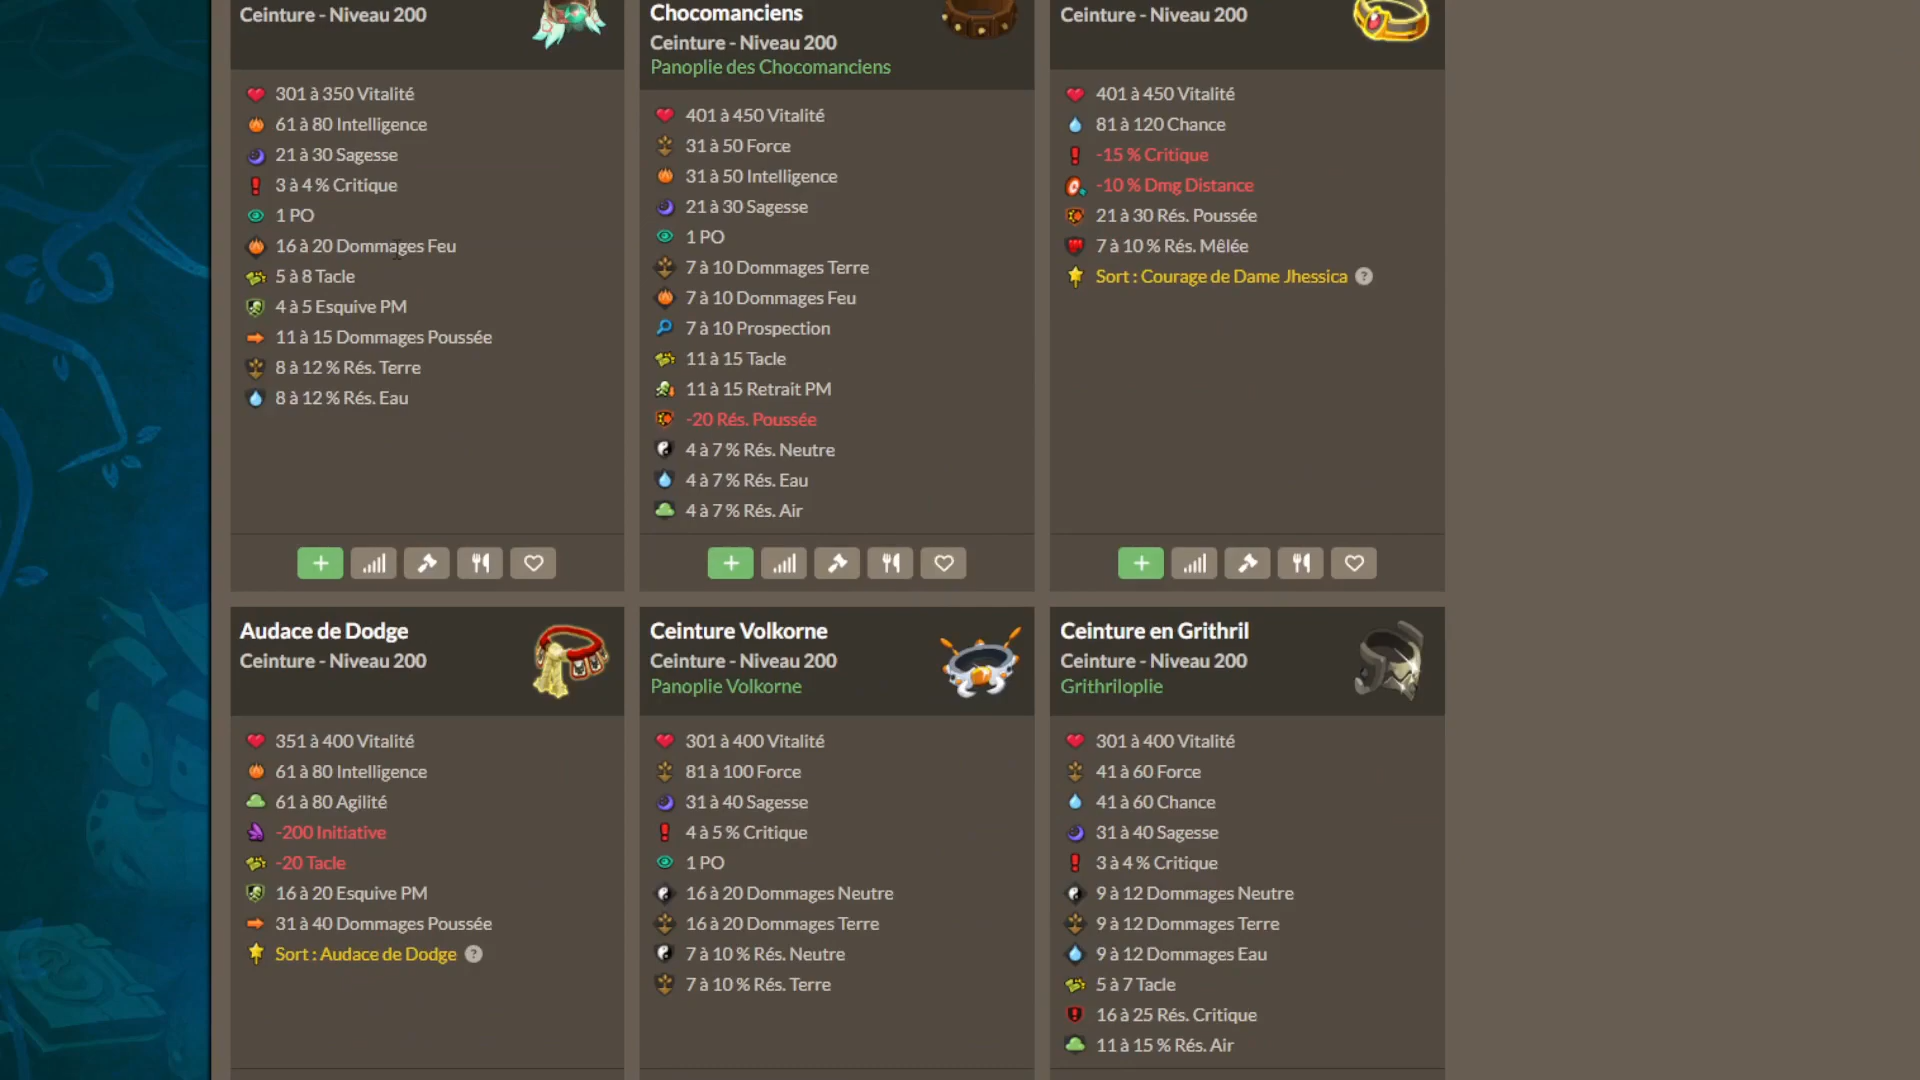 Ceinture - Niveau 200
301 à 350 Vitalité
61 à 80 Intelligence
21 à 30 Sagesse
3 à 4 % Critique
1 PO
16 à 20 Dommages Feu
5 à 8 Tacle
4 à 5 Esquive PM
11 à 15 Dommages Poussée
8 à 12 % Rés. Terre
8 à 12 % Rés. Eau
Chocomanciens
Ceinture - Niveau 200
Panoplie des Chocomanciens
401 à 450 Vitalité
31 à 50 Force
31 à 50 Intelligence
21 à 30 Sagesse
1 PO
7 à 10 Dommages Terre
7 à 10 Dommages Feu
7 à 10 Prospection
11 à 15 Tacle
11 à 15 Retrait PM
-20 Rés. Poussée
4 à 7 % Rés. Neutre
4 à 7 % Rés. Eau
4 à 7 % Rés. Air
Ceinture - Niveau 200
401 à 450 Vitalité
81 à 120 Chance
-15 % Critique
-10 % Dmg Distance
21 à 30 Rés. Poussée
7 à 10 % Rés. Mêlée
Sort : Courage de Dame Jhessica ?
Audace de Dodge
Ceinture - Niveau 200
351 à 400 Vitalité
61 à 80 Intelligence
61 à 80 Agilité
-200 Initiative
-20 Tacle
16 à 20 Esquive PM
31 à 40 Dommages Poussée
Sort : Audace de Dodge ?
Ceinture Volkorne
Ceinture - Niveau 200
Panoplie Volkorne
301 à 400 Vitalité
81 à 100 Force
31 à 40 Sagesse
4 à 5 % Critique
1 PO
16 à 20 Dommages Neutre
16 à 20 Dommages Terre
7 à 10 % Rés. Neutre
7 à 10 % Rés. Terre
Ceinture en Grithril
Ceinture - Niveau 200
Grithriloplie
301 à 400 Vitalité
41 à 60 Force
41 à 60 Chance
31 à 40 Sagesse
3 à 4 % Critique
9 à 12 Dommages Neutre
9 à 12 Dommages Terre
9 à 12 Dommages Eau
5 à 7 Tacle
16 à 25 Rés. Critique
11 à 15 % Rés. Air